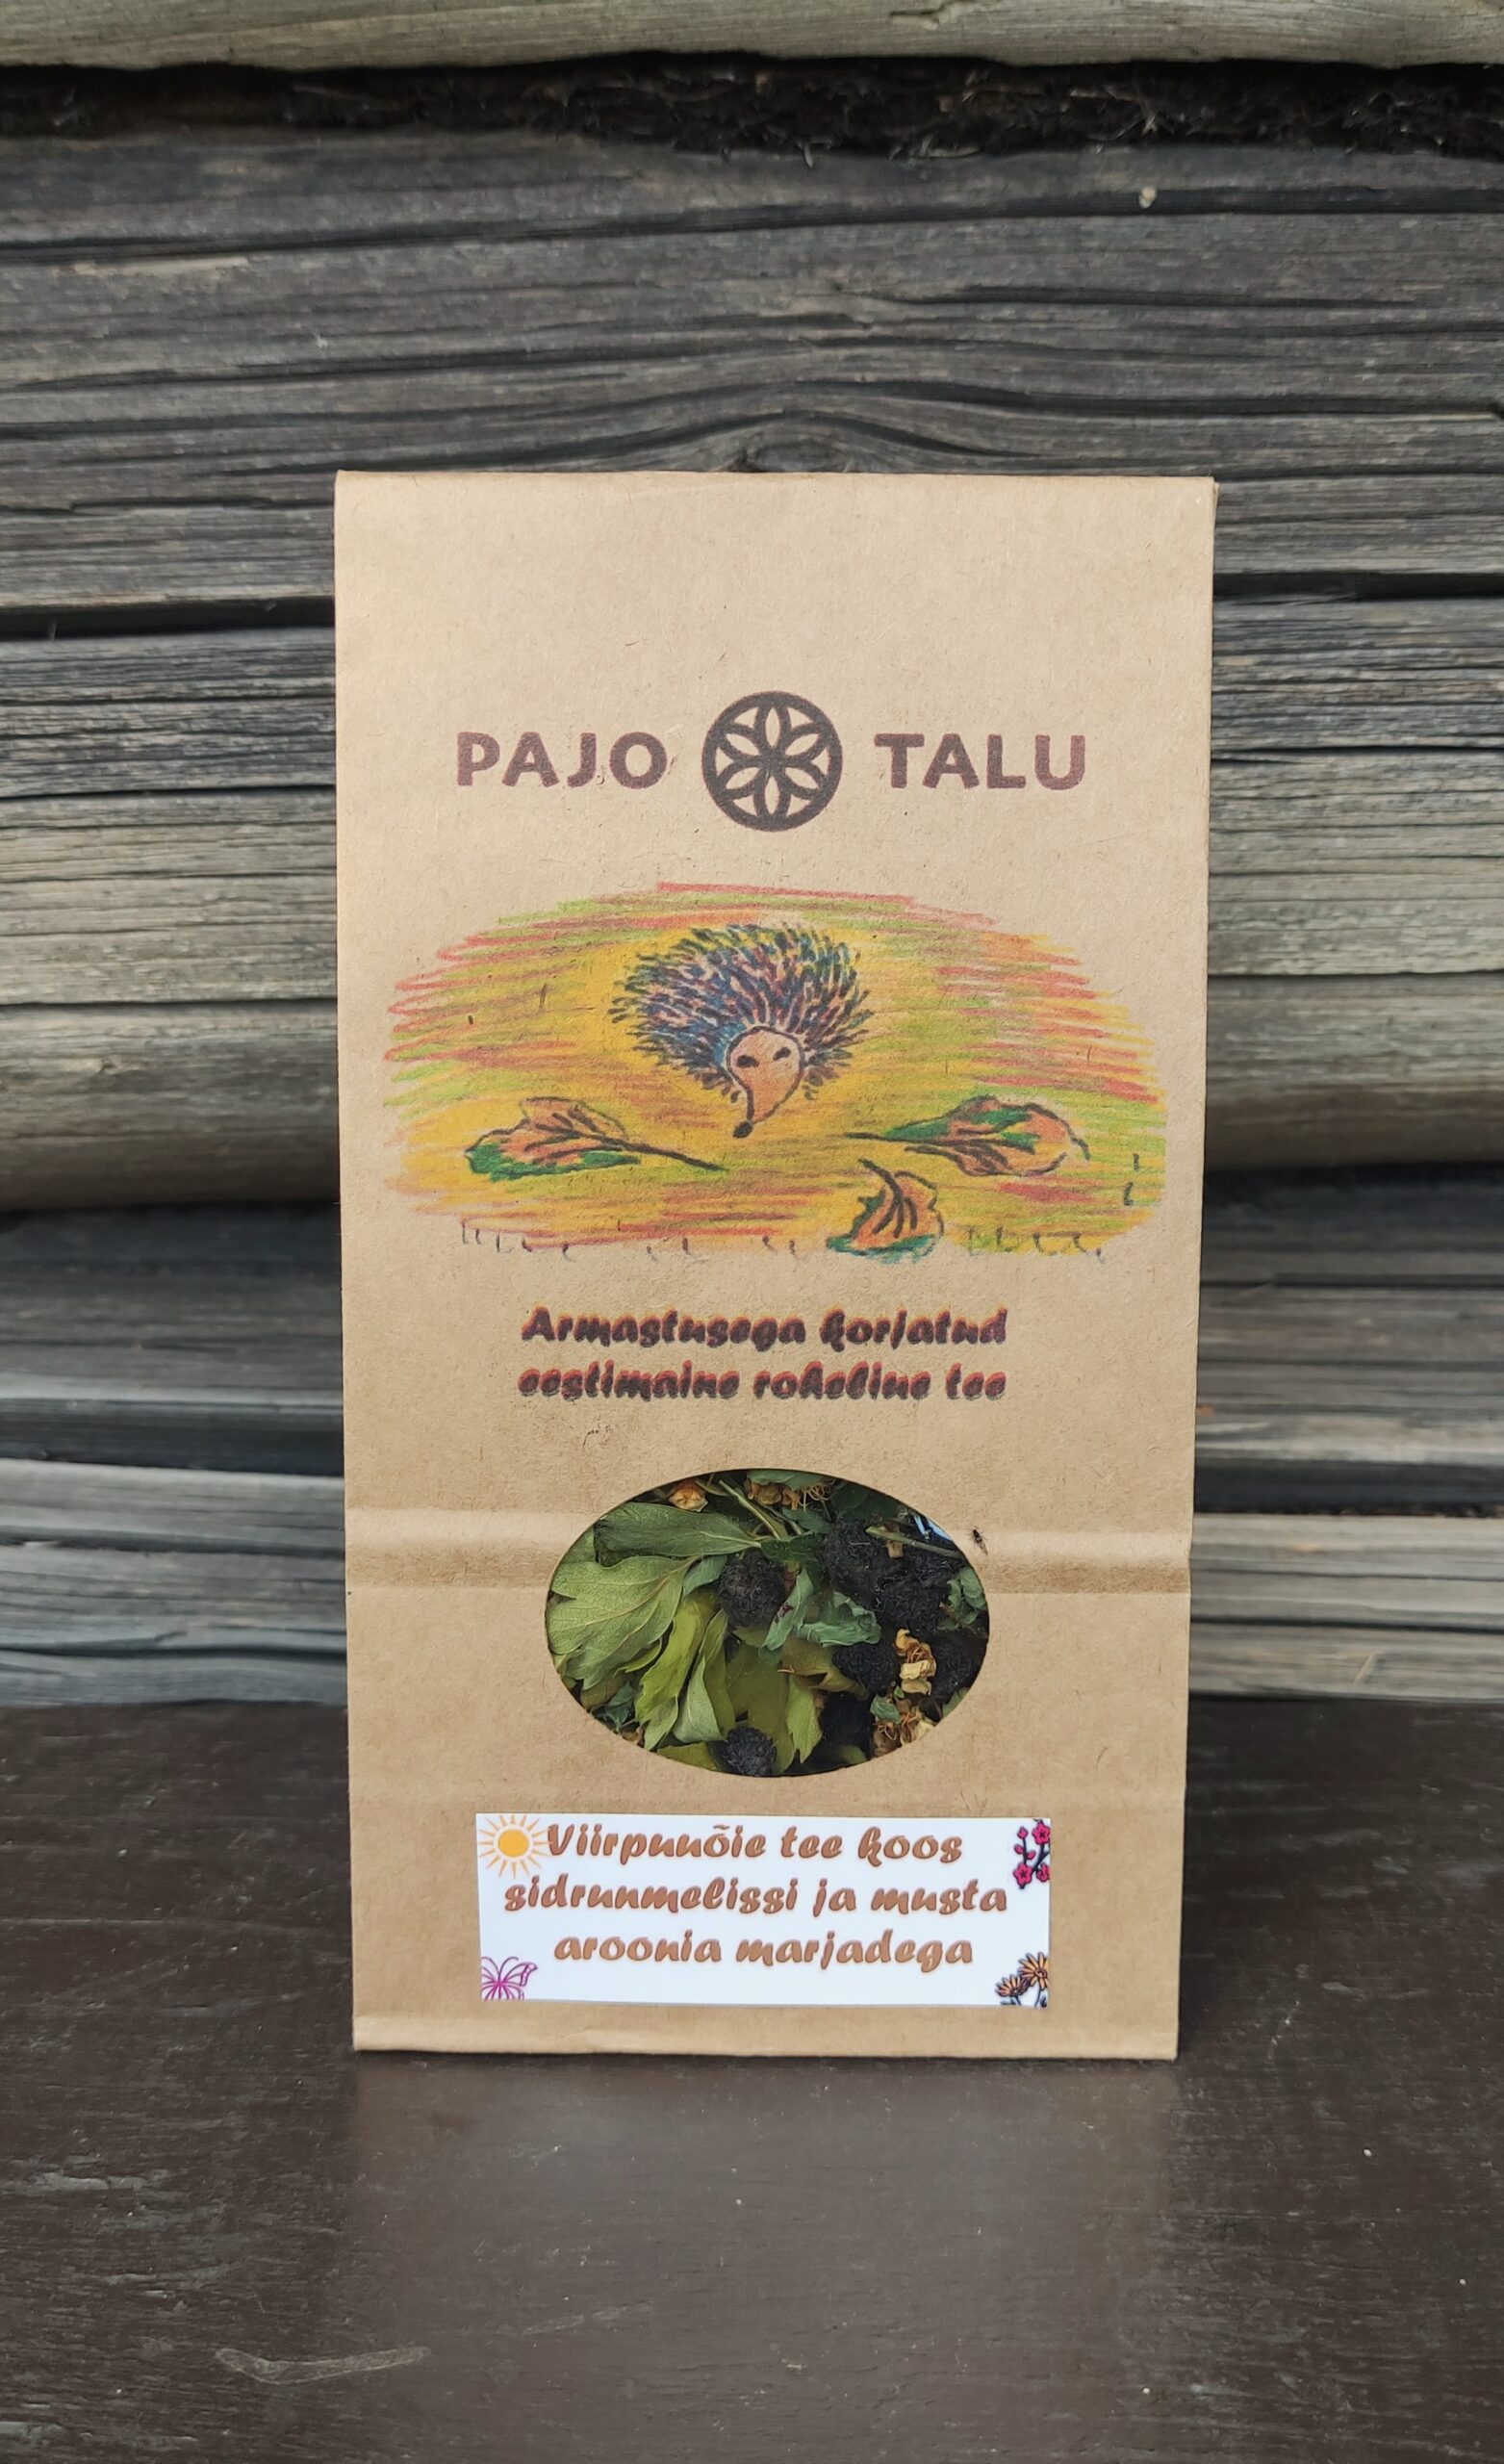 PAJO TALU
Armastusega korjatud
eestimaine roheline tee
Viirpuuõie tee koos
sidrunmelissi ja musta
aroonia marjadega